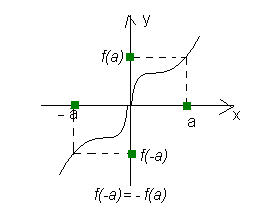 y
f(a)
- a
a
x
f(-a)
f(-a) = - f(a)